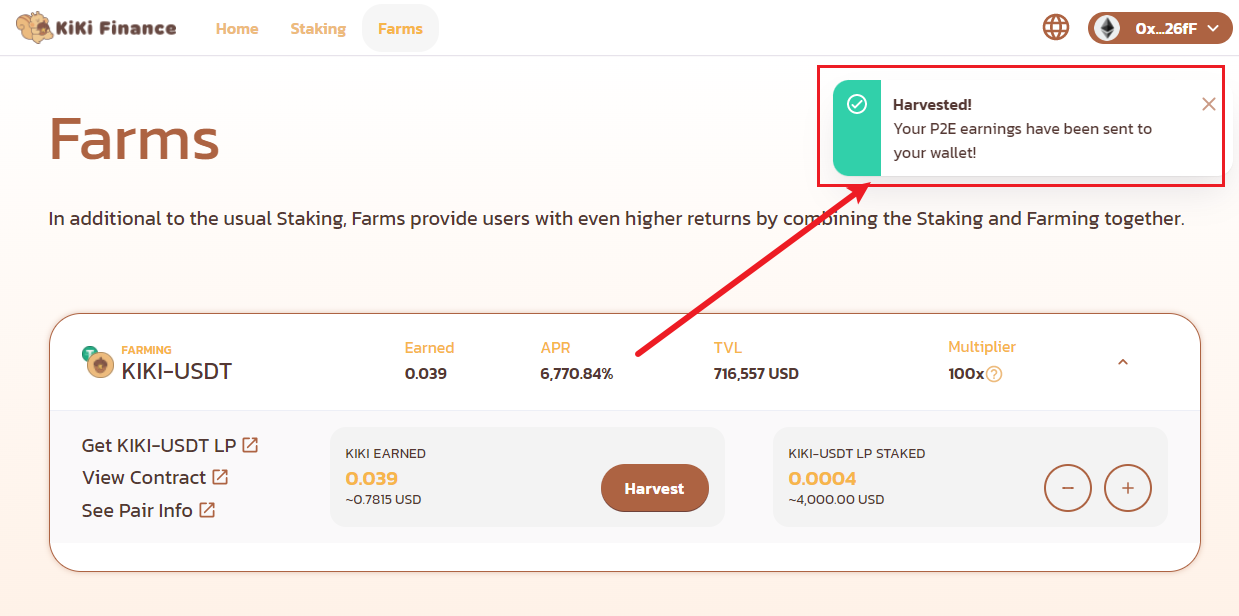 KiKi Finance Home Staking Farms 0x...26fF
Harvested!
Your P2E earnings have been sent to
your wallet!
Farms
In additional to the usual Staking, Farms provide users with even higher returns by combining the Staking and Farming together.
FARMING
KIKI-USDT
Earned
0.039
APR
6,770.84%
TVL
716,557 USD
Multiplier
100x
Get KIKI-USDT LP
View Contract
See Pair Info
KIKI EARNED
0.039
~0.7815 USD
Harvest
KIKI-USDT LP STAKED
0.0004
~4,000.00 USD